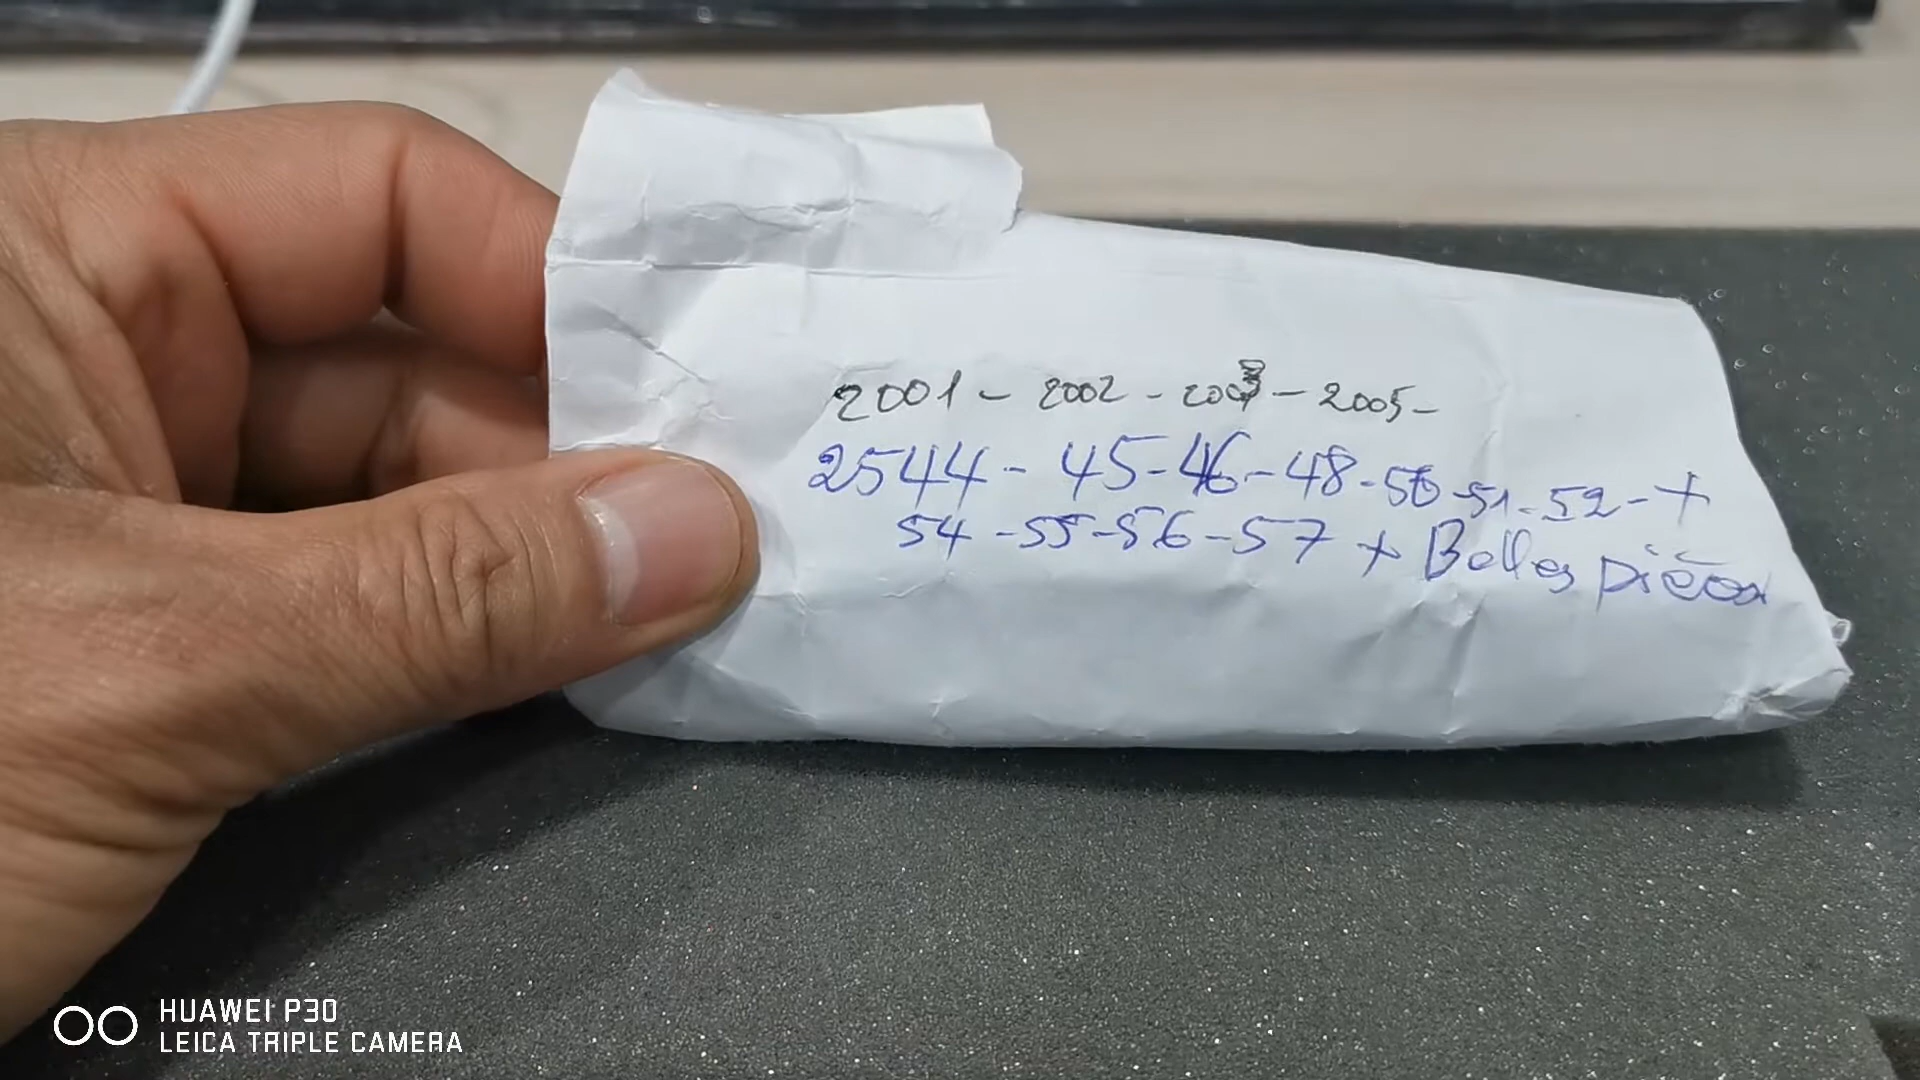 2001 - 2002 - 2003 - 2005 -
2544 - 45 - 46 - 48 - 50 - 51 - 52 - +
54 - 55 - 56 - 57 + Belles pièces
HUAWEI P30
LEICA TRIPLE CAMERA